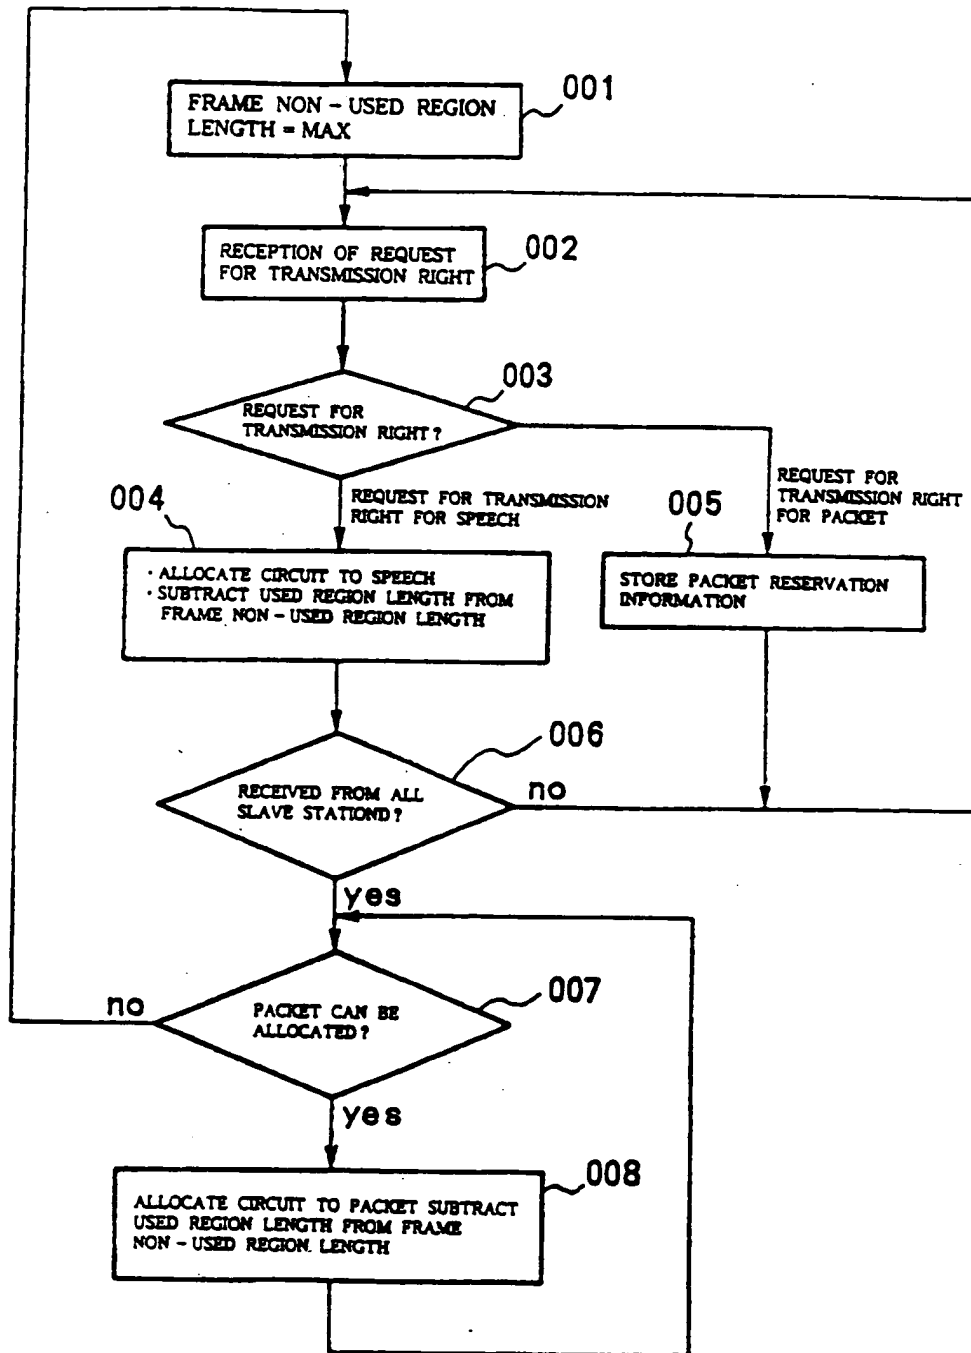 001
FRAME NON-USED REGION
LENGTH = MAX
002
RECEPTION OF REQUEST
FOR TRANSMISSION RIGHT
003
REQUEST FOR
TRANSMISSION RIGHT?
004
REQUEST FOR TRANSMISSION
RIGHT FOR SPEECH
REQUEST FOR
TRANSMISSION RIGHT
FOR PACKET
005
· ALLOCATE CIRCUIT TO SPEECH
· SUBTRACT USED REGION LENGTH FROM
FRAME NON-USED REGION LENGTH
STORE PACKET RESERVATION
INFORMATION
006
RECEIVED FROM ALL
SLAVE STATIOND?
no
yes
007
no
PACKET CAN BE
ALLOCATED?
yes
008
ALLOCATE CIRCUIT TO PACKET SUBTRACT
USED REGION LENGTH FROM FRAME
NON-USED REGION LENGTH